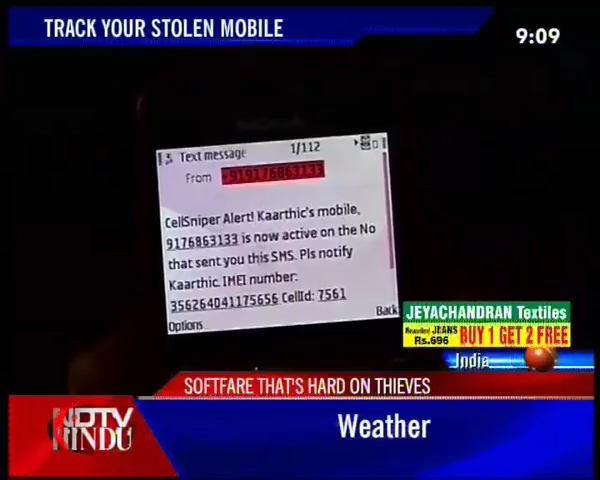 TRACK YOUR STOLEN MOBILE
9:09
Text message 1/112
From +919176863133
CellSniper Alert! Kaarthic's mobile,
9176863133 is now active on the No
that sent you this SMS. Pls notify
Kaarthic. IMEI number:
356264041175656 CellId: 7561
Options Back
JEYACHANDRAN Textiles
Branded JEANS
Rs.696 BUY 1 GET 2 FREE
India
SOFTFARE THAT'S HARD ON THIEVES
NDTV
HINDU
Weather